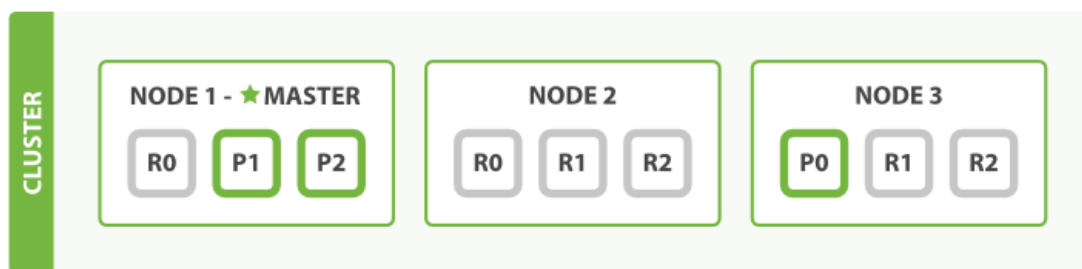 CLUSTER
NODE 1 - ★ MASTER
R0 P1 P2
NODE 2
R0 R1 R2
NODE 3
P0 R1 R2